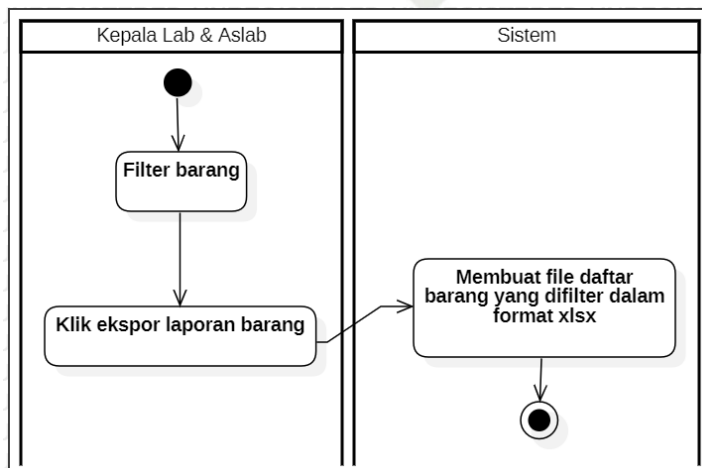 Kepala Lab & Aslab
Sistem
Filter barang
Klik ekspor laporan barang
Membuat file daftar
barang yang difilter dalam
format xlsx